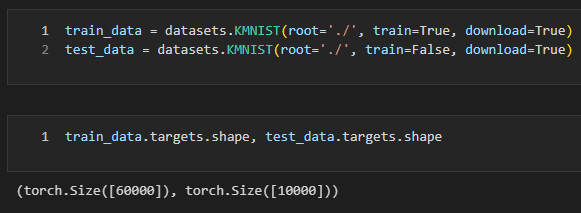 1 train_data = datasets.KMNIST(root='./', train=True, download=True)
2 test_data = datasets.KMNIST(root='./', train=False, download=True)
1 train_data.targets.shape, test_data.targets.shape
(torch.Size([60000]), torch.Size([10000]))